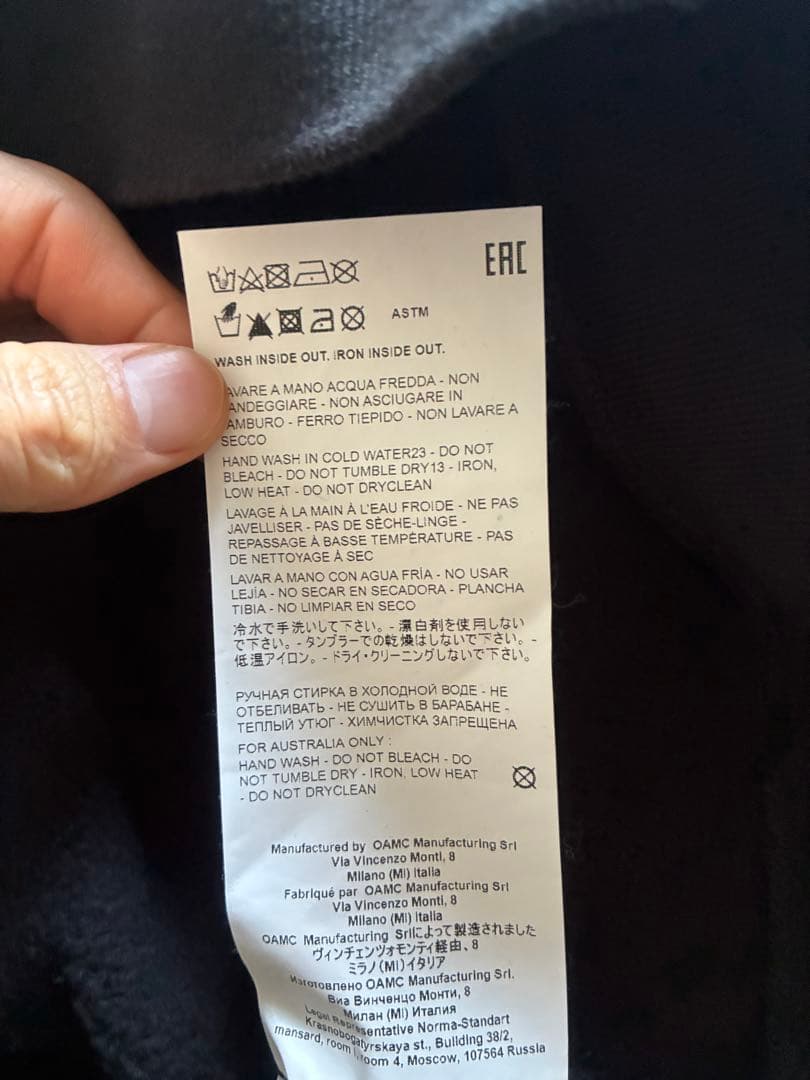 EAC
ASTM
WASH INSIDE OUT. IRON INSIDE OUT.
AVARE A MANO ACQUA FREDDA - NON
ANDEGGIARE - NON ASCIUGARE IN
AMBURO - FERRO TIEPIDO - NON LAVARE A
SECCO
HAND WASH IN COLD WATER23 - DO NOT
BLEACH - DO NOT TUMBLE DRY13 - IRON,
LOW HEAT - DO NOT DRYCLEAN
LAVAGE À LA MAIN À L'EAU FROIDE - NE PAS
JAVELLISER - PAS DE SÈCHE-LINGE -
REPASSAGE À BASSE TEMPÉRATURE - PAS
DE NETTOYAGE À SEC
LAVAR A MANO CON AGUA FRÍA - NO USAR
LEJÍA - NO SECAR EN SECADORA - PLANCHA
TIBIA - NO LIMPIAR EN SECO
冷水で手洗いして下さい。- 漂白剤を使用しない
で下さい。- タンブラーでの乾燥はしないで下さい。-
低温アイロン。- ドライ・クリーニングしないで下さい。
РУЧНАЯ СТИРКА В ХОЛОДНОЙ ВОДЕ - НЕ
ОТБЕЛИВАТЬ - НЕ СУШИТЬ В БАРАБАНЕ -
ТЕПЛЫЙ УТЮГ - ХИМЧИСТКА ЗАПРЕЩЕНА
FOR AUSTRALIA ONLY :
HAND WASH - DO NOT BLEACH - DO
NOT TUMBLE DRY - IRON, LOW HEAT
- DO NOT DRYCLEAN
Manufactured by OAMC Manufacturing Srl
Via Vincenzo Monti, 8
Milano (MI) Italia
Fabriqué par OAMC Manufacturing Srl
Via Vincenzo Monti, 8
Milano (MI) Italia
OAMC Manufacturing Srlによって製造されました
ヴィンチェンツォモンティ経由、8
ミラノ(MI)イタリア
Изготовлено OAMC Manufacturing Srl.
Виа Винченцо Монти, 8
Милан (MI) Италия
Legal Representative Norma-Standart
Krasnobogatyrskaya st., Building 38/2,
mansard, room I, room 4, Moscow, 107564 Russia